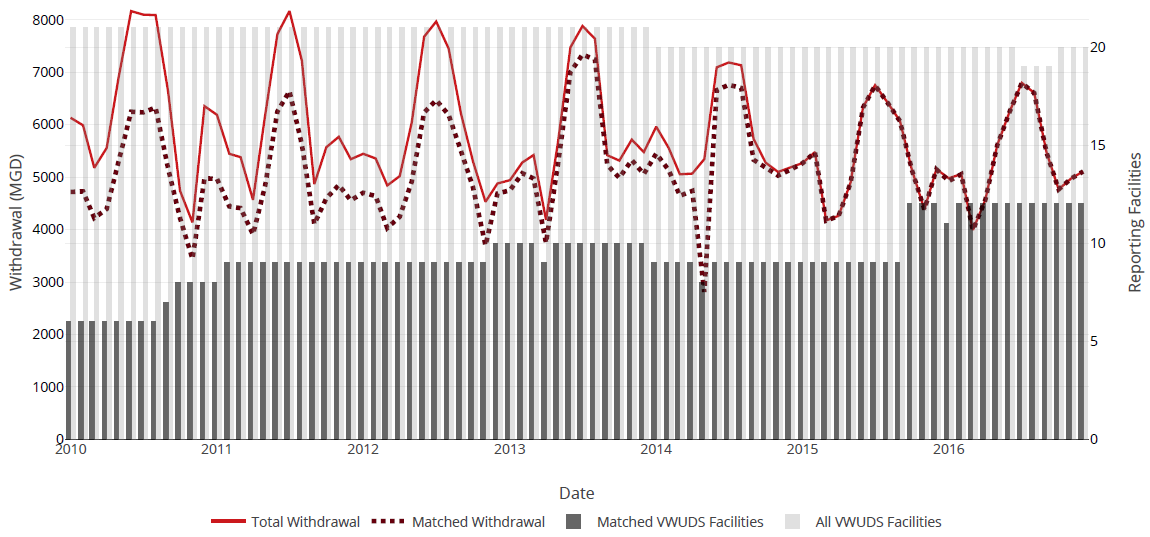 8000
7000
6000
5000
4000
3000
2000
1000
0
Withdrawal (MGD)
20
15
10
5
0
Reporting Facilities
2010 2011 2012 2013 2014 2015 2016
Date
Total Withdrawal Matched Withdrawal Matched VWUDS Facilities All VWUDS Facilities